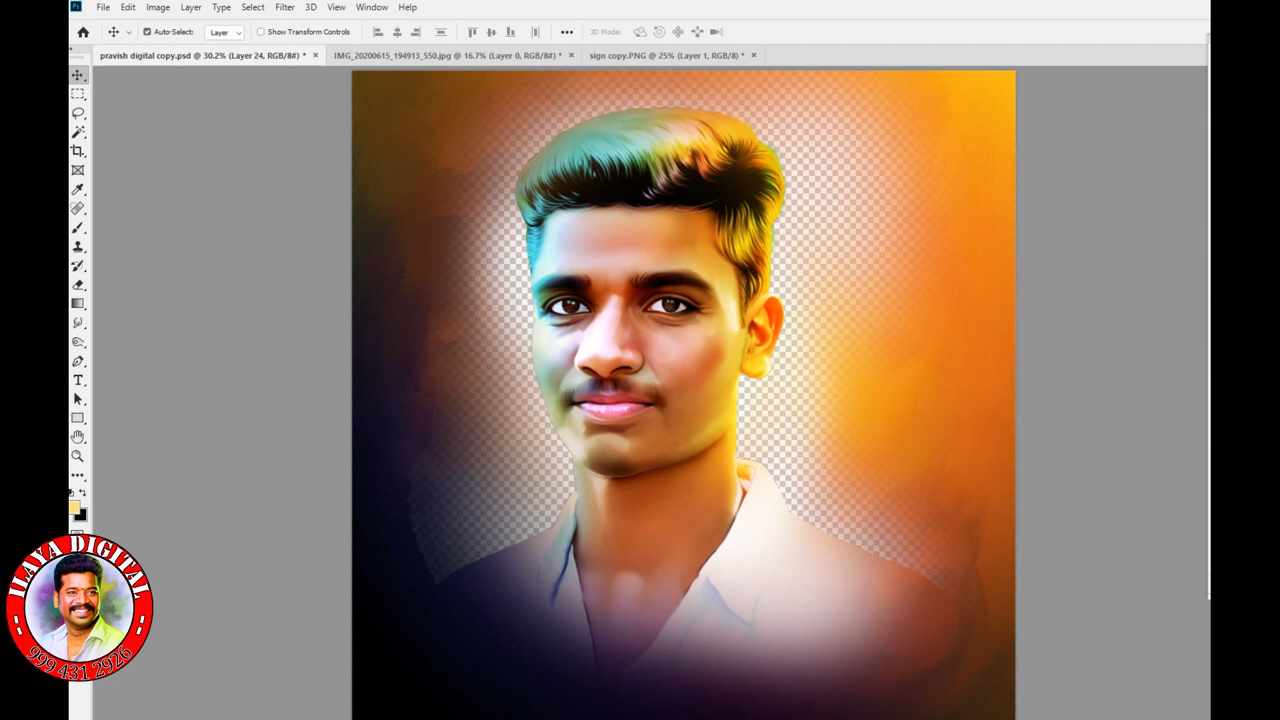 Ps File Edit Image Layer Type Select Filter 3D View Window Help
Auto-Select: Layer Show Transform Controls 3D Mode:
pravish digital copy.psd @ 30.2% (Layer 24, RGB/8#) * × IMG_20200615_194913_550.jpg @ 16.7% (Layer 0, RGB/8#) * × sign copy.PNG @ 25% (Layer 1, RGB/8) * ×
T
ILAYA DIGITAL
999 431 2926